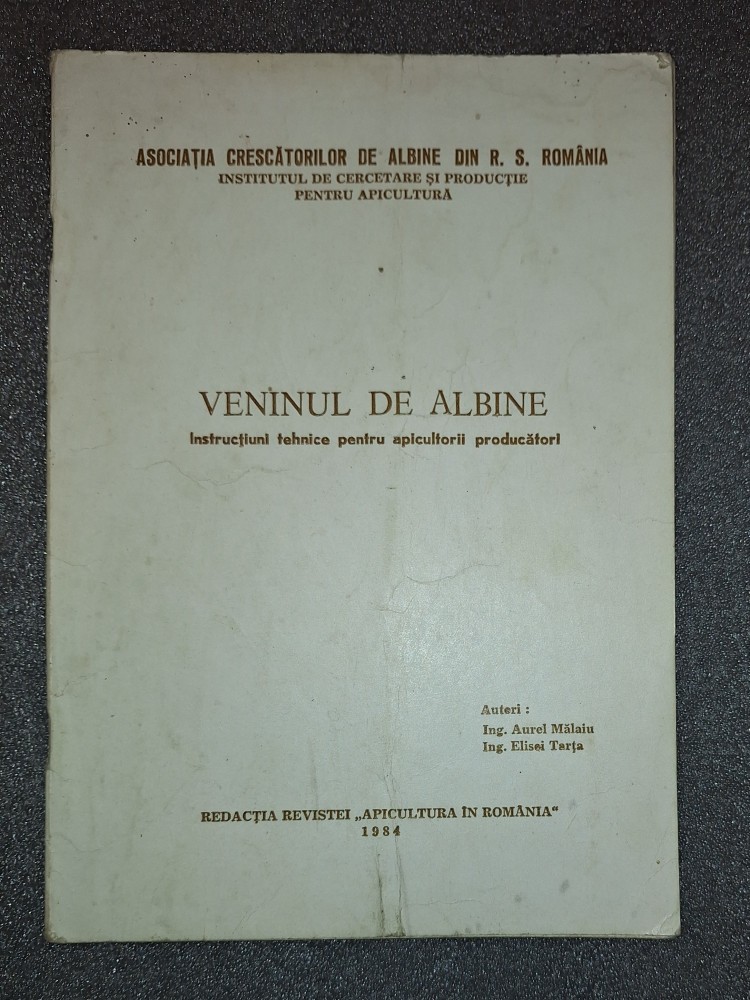 ASOCIAȚIA CRESCĂTORILOR DE ALBINE DIN R. S. ROMÂNIA
INSTITUTUL DE CERCETARE ȘI PRODUCȚIE
PENTRU APICULTURĂ
VENINUL DE ALBINE
Instrucțiuni tehnice pentru apicultorii producători
Autori :
Ing. Aurel Mălaiu
Ing. Elisei Tarța
REDACȚIA REVISTEI „APICULTURA ÎN ROMÂNIA“
1984